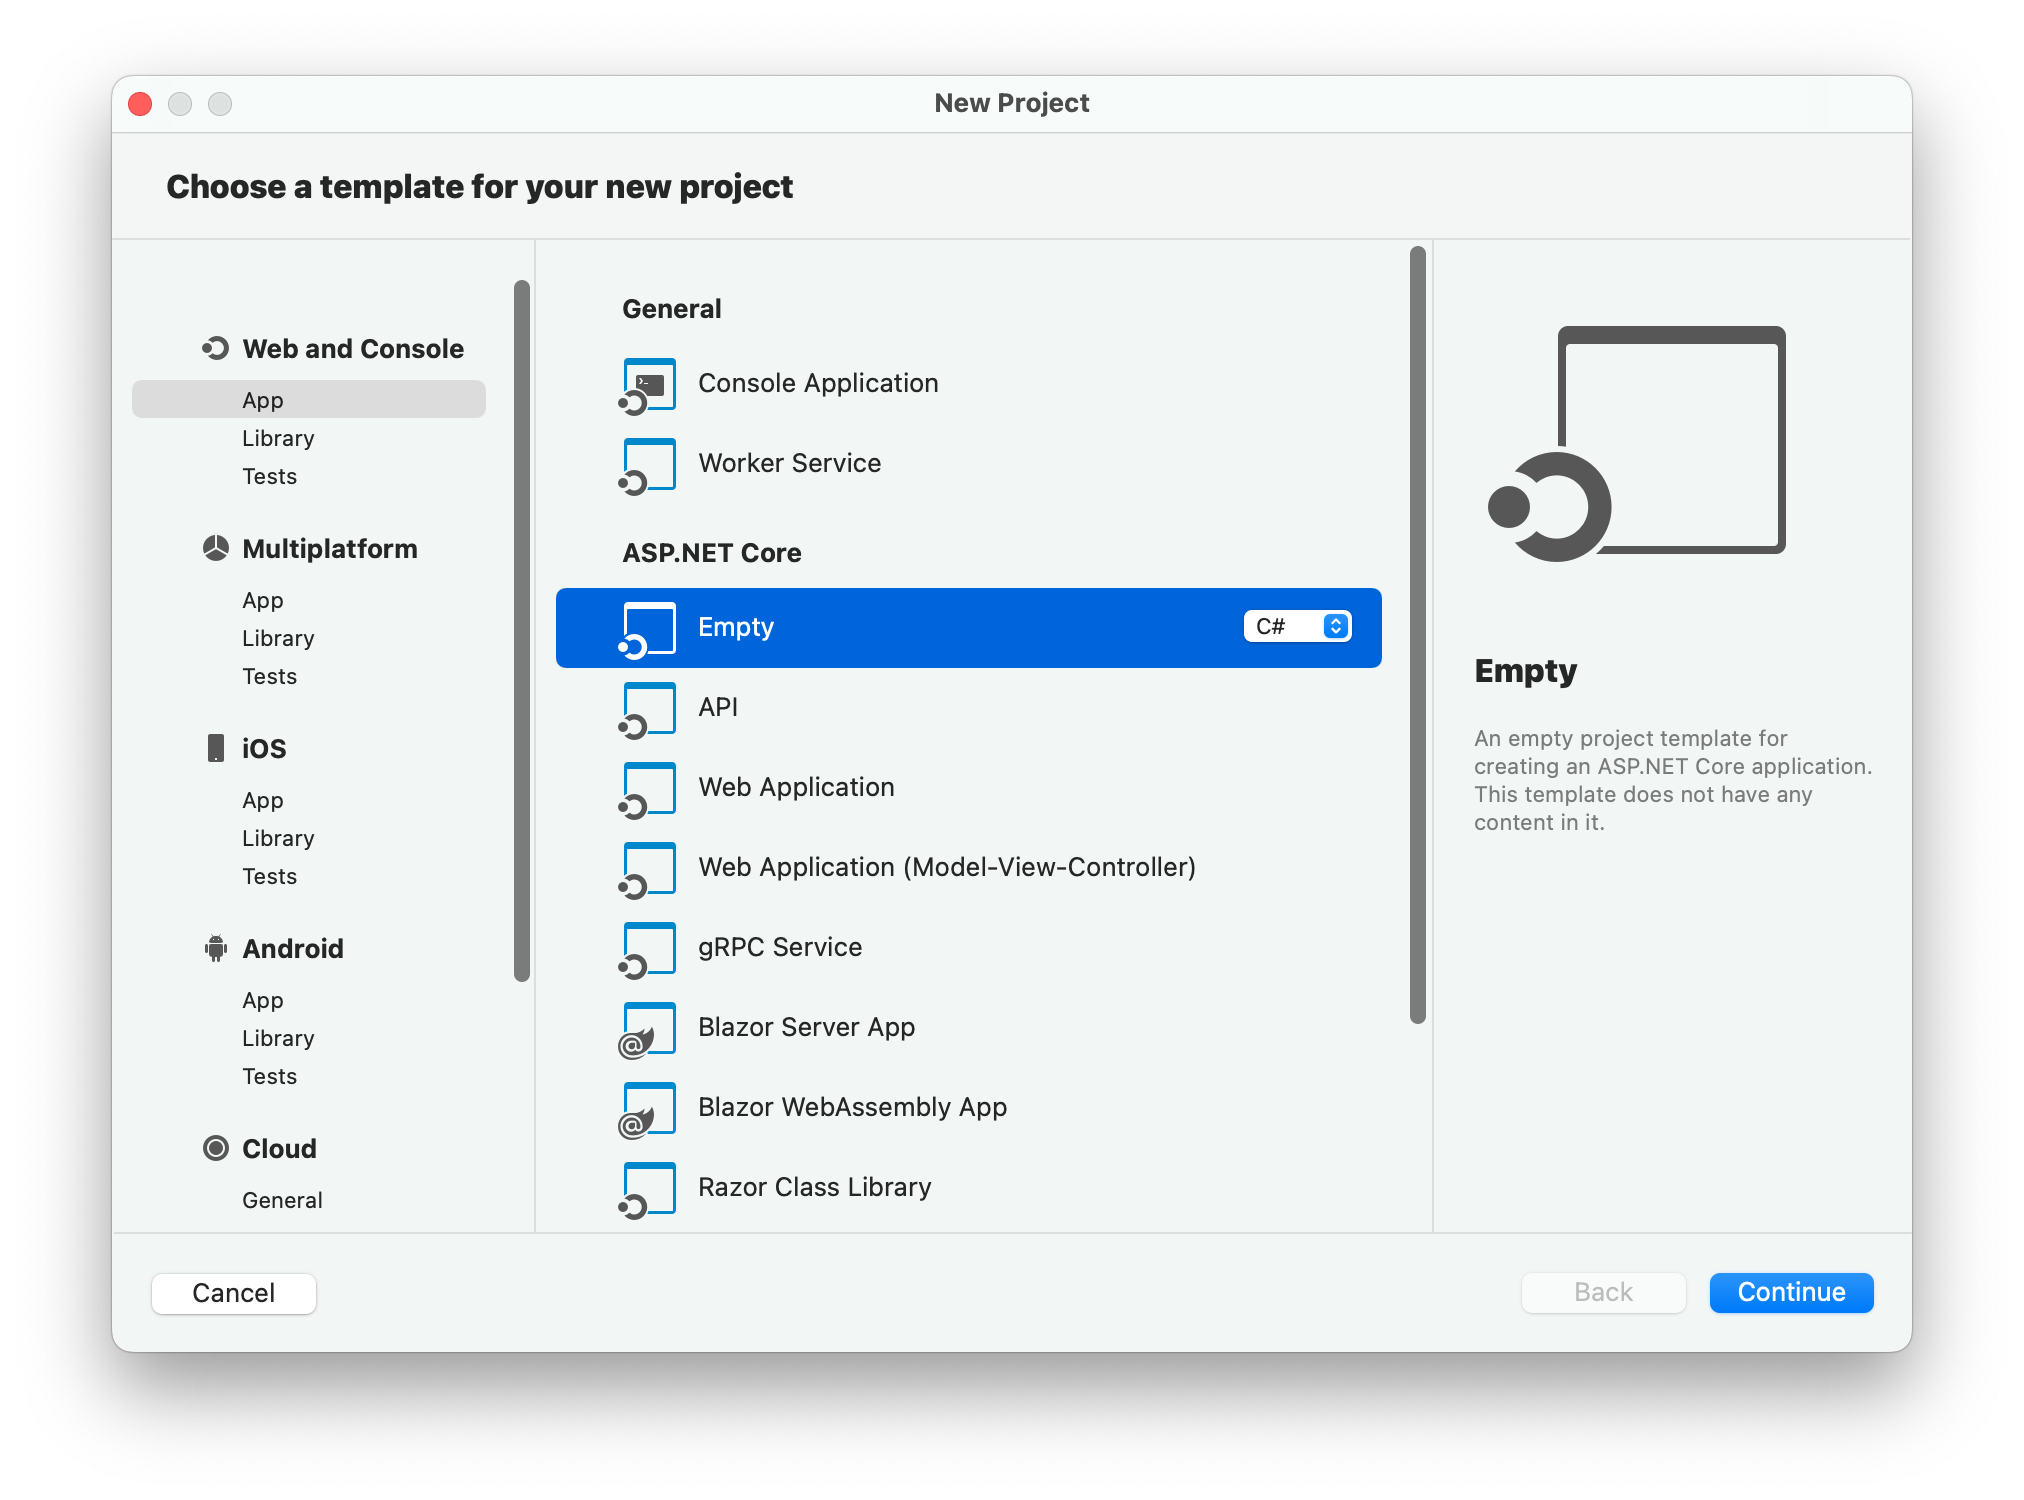 New Project
Choose a template for your new project
Web and Console
App
Library
Tests
Multiplatform
App
Library
Tests
iOS
App
Library
Tests
Android
App
Library
Tests
Cloud
General
General
Console Application
Worker Service
ASP.NET Core
Empty C#
API
Web Application
Web Application (Model-View-Controller)
gRPC Service
Blazor Server App
Blazor WebAssembly App
Razor Class Library
Empty
An empty project template for
creating an ASP.NET Core application.
This template does not have any
content in it.
Cancel
Back
Continue